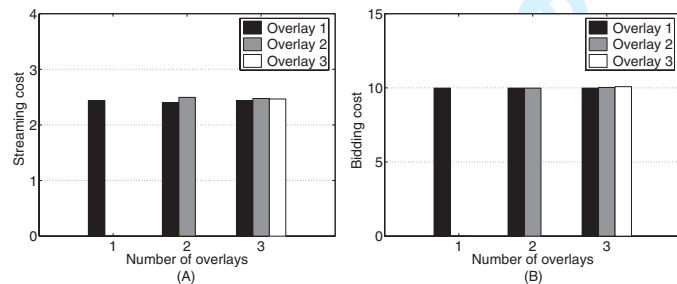 4
3
2
1
0
Streaming cost
Overlay 1
Overlay 2
Overlay 3
1 2 3
Number of overlays
(A)
15
10
5
0
Bidding cost
Overlay 1
Overlay 2
Overlay 3
1 2 3
Number of overlays
(B)